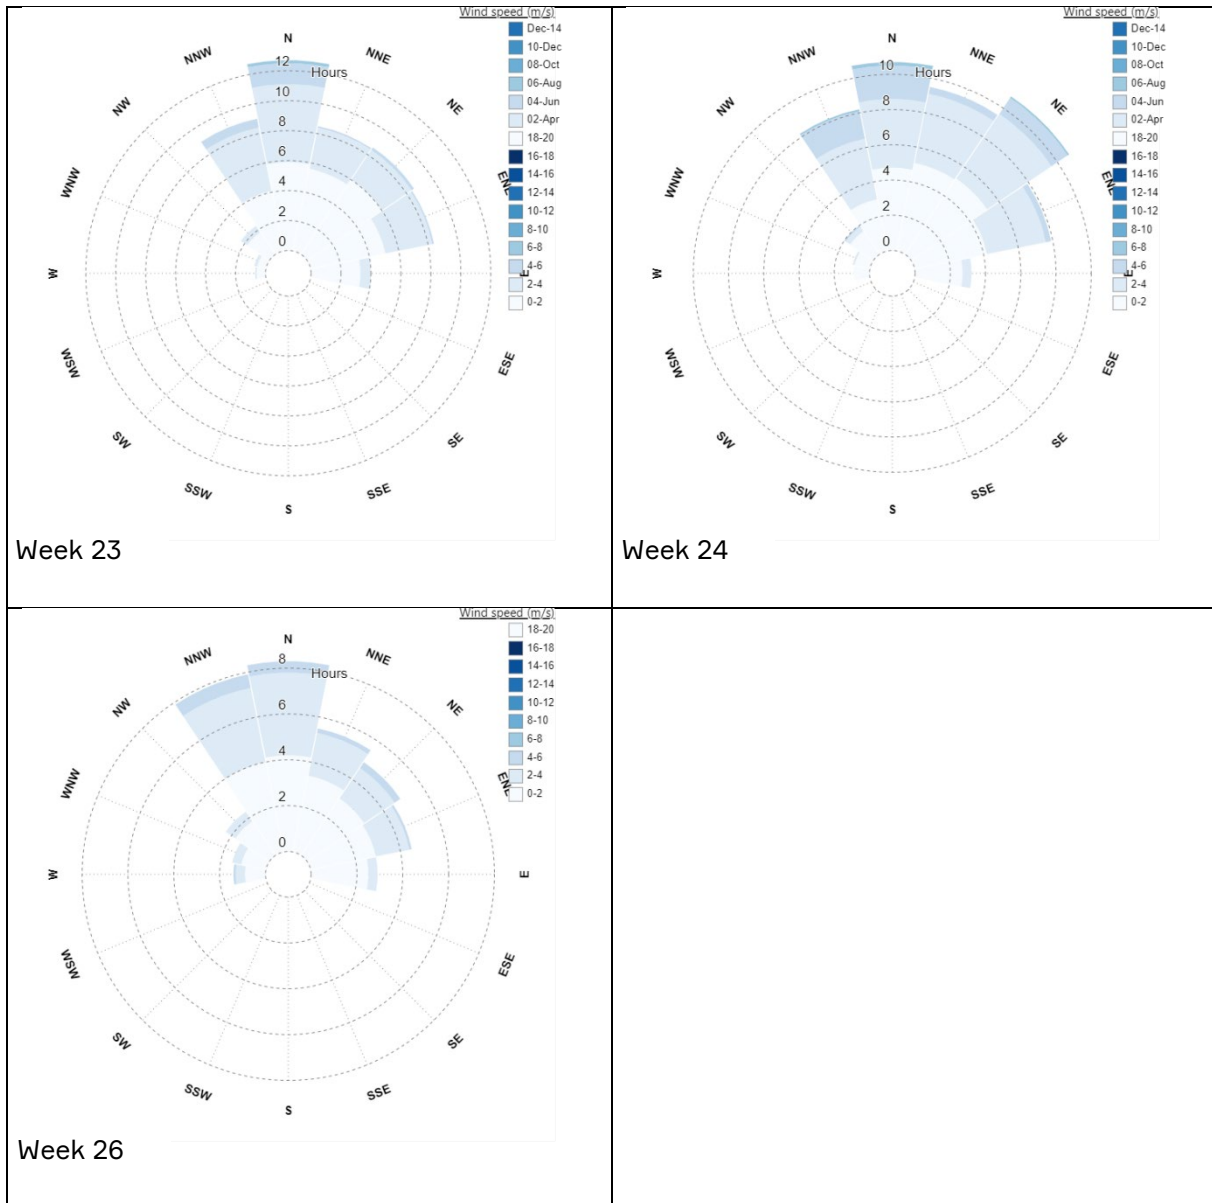 Wind speed (m/s)
Dec-14
10-Dec
08-Oct
06-Aug
04-Jun
02-Apr
18-20
16-18
14-16
12-14
10-12
8-10
6-8
4-6
2-4
0-2
N
NNE
NE
ENE
E
ESE
SE
SSE
S
SSW
SW
WSW
W
WNW
NW
NNW
12
Hours
10
8
6
4
2
0
Week 23
Wind speed (m/s)
Dec-14
10-Dec
08-Oct
06-Aug
04-Jun
02-Apr
18-20
16-18
14-16
12-14
10-12
8-10
6-8
4-6
2-4
0-2
N
NNE
NE
ENE
E
ESE
SE
SSE
S
SSW
SW
WSW
W
WNW
NW
NNW
10
Hours
8
6
4
2
0
Week 24
Wind speed (m/s)
18-20
16-18
14-16
12-14
10-12
8-10
6-8
4-6
2-4
0-2
N
NNE
NE
ENE
E
ESE
SE
SSE
S
SSW
SW
WSW
W
WNW
NW
NNW
8
Hours
6
4
2
0
Week 26